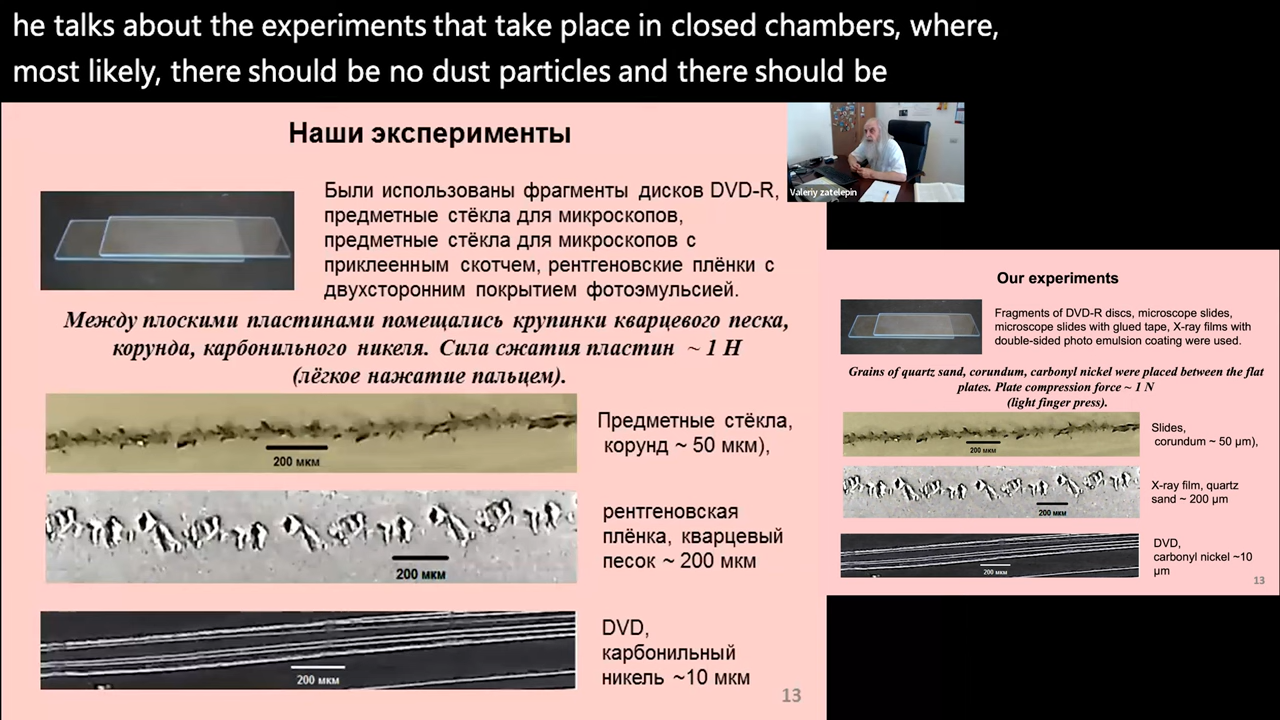 he talks about the experiments that take place in closed chambers, where,
most likely, there should be no dust particles and there should be
Наши эксперименты
Были использованы фрагменты дисков DVD-R,
предметные стёкла для микроскопов,
предметные стёкла для микроскопов с
приклеенным скотчем, рентгеновские плёнки с
двухсторонним покрытием фотоэмульсией.
Между плоскими пластинами помещались крупинки кварцевого песка,
корунда, карбонильного никеля. Сила сжатия пластин ~ 1 Н
(лёгкое нажатие пальцем).
200 мкм
Предметные стёкла,
корунд ~ 50 мкм),
200 мкм
рентгеновская
плёнка, кварцевый
песок ~ 200 мкм
200 мкм
DVD,
карбонильный
никель ~10 мкм
13
Valeriy zatelepin
Our experiments
Fragments of DVD-R discs, microscope slides,
microscope slides with glued tape, X-ray films with
double-sided photo emulsion coating were used.
Grains of quartz sand, corundum, carbonyl nickel were placed between the flat
plates. Plate compression force ~ 1 N
(light finger press).
200 мкм
Slides,
corundum ~ 50 µm),
200 мкм
X-ray film, quartz
sand ~ 200 µm
200 мкм
DVD,
carbonyl nickel ~10
µm
13